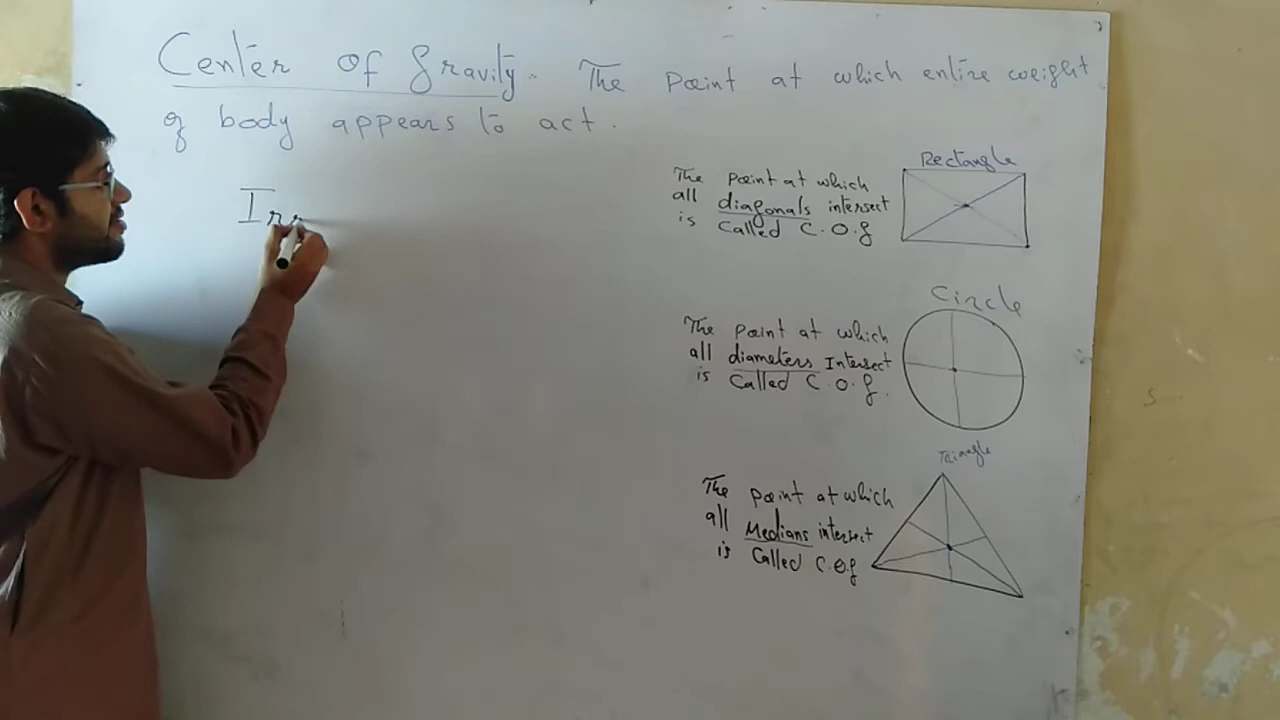 Center of Gravity. The point at which entire weight
of body appears to act.
Irr
Rectangle
The point at which
all diagonals intersect
is called C.O.g
Circle
The point at which
all diameters Intersect
is called C.O.g.
Triangle
The point at which
all Medians intersect
is called C.O.g